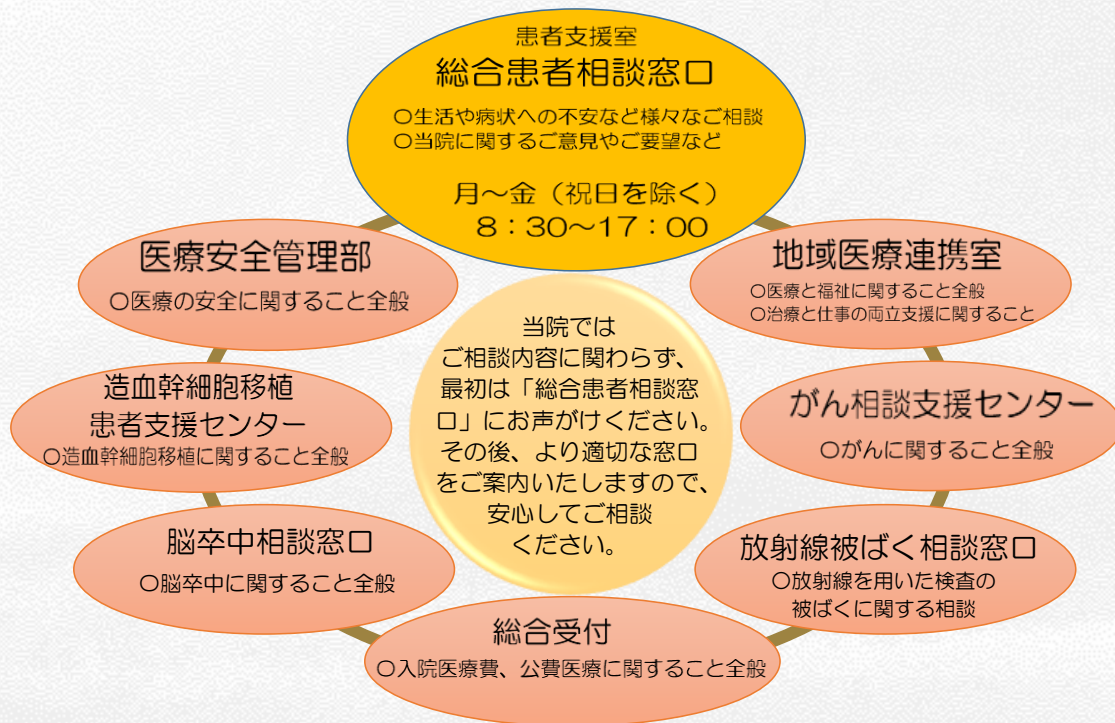 患者支援室
総合患者相談窓口
〇生活や病状への不安など様々なご相談
〇当院に関するご意見やご要望など
月～金（祝日を除く）
８：３０～１７：００
医療安全管理部
〇医療の安全に関すること全般
地域医療連携室
〇医療と福祉に関すること全般
〇治療と仕事の両立支援に関すること
当院では
ご相談内容に関わらず、
最初は「総合患者相談窓
口」にお声がけください。
その後、より適切な窓口
をご案内いたしますので、
安心してご相談
ください。
造血幹細胞移植
患者支援センター
〇造血幹細胞移植に関すること全般
がん相談支援センター
〇がんに関すること全般
脳卒中相談窓口
〇脳卒中に関すること全般
放射線被ばく相談窓口
〇放射線を用いた検査の
被ばくに関する相談
総合受付
〇入院医療費、公費医療に関すること全般